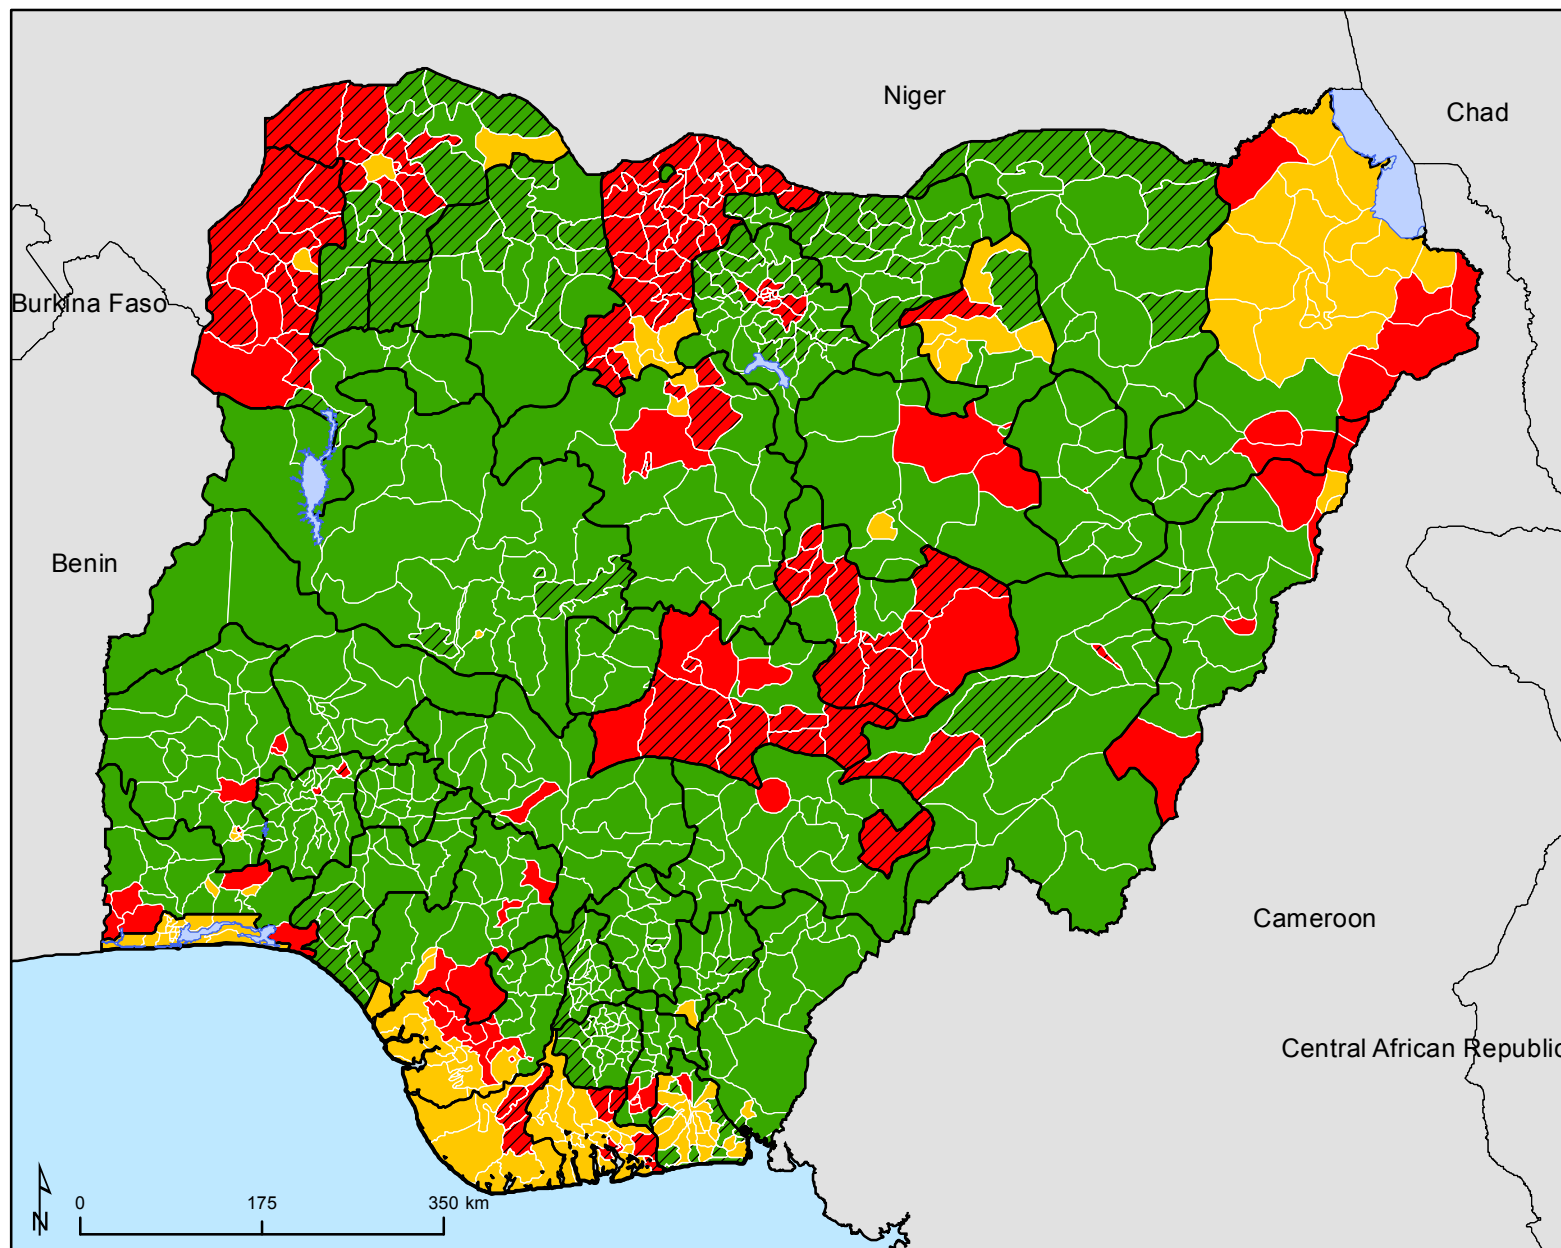 Niger
Chad
Burkina Faso
Benin
Cameroon
Central African Republic
0 175 350 km
N